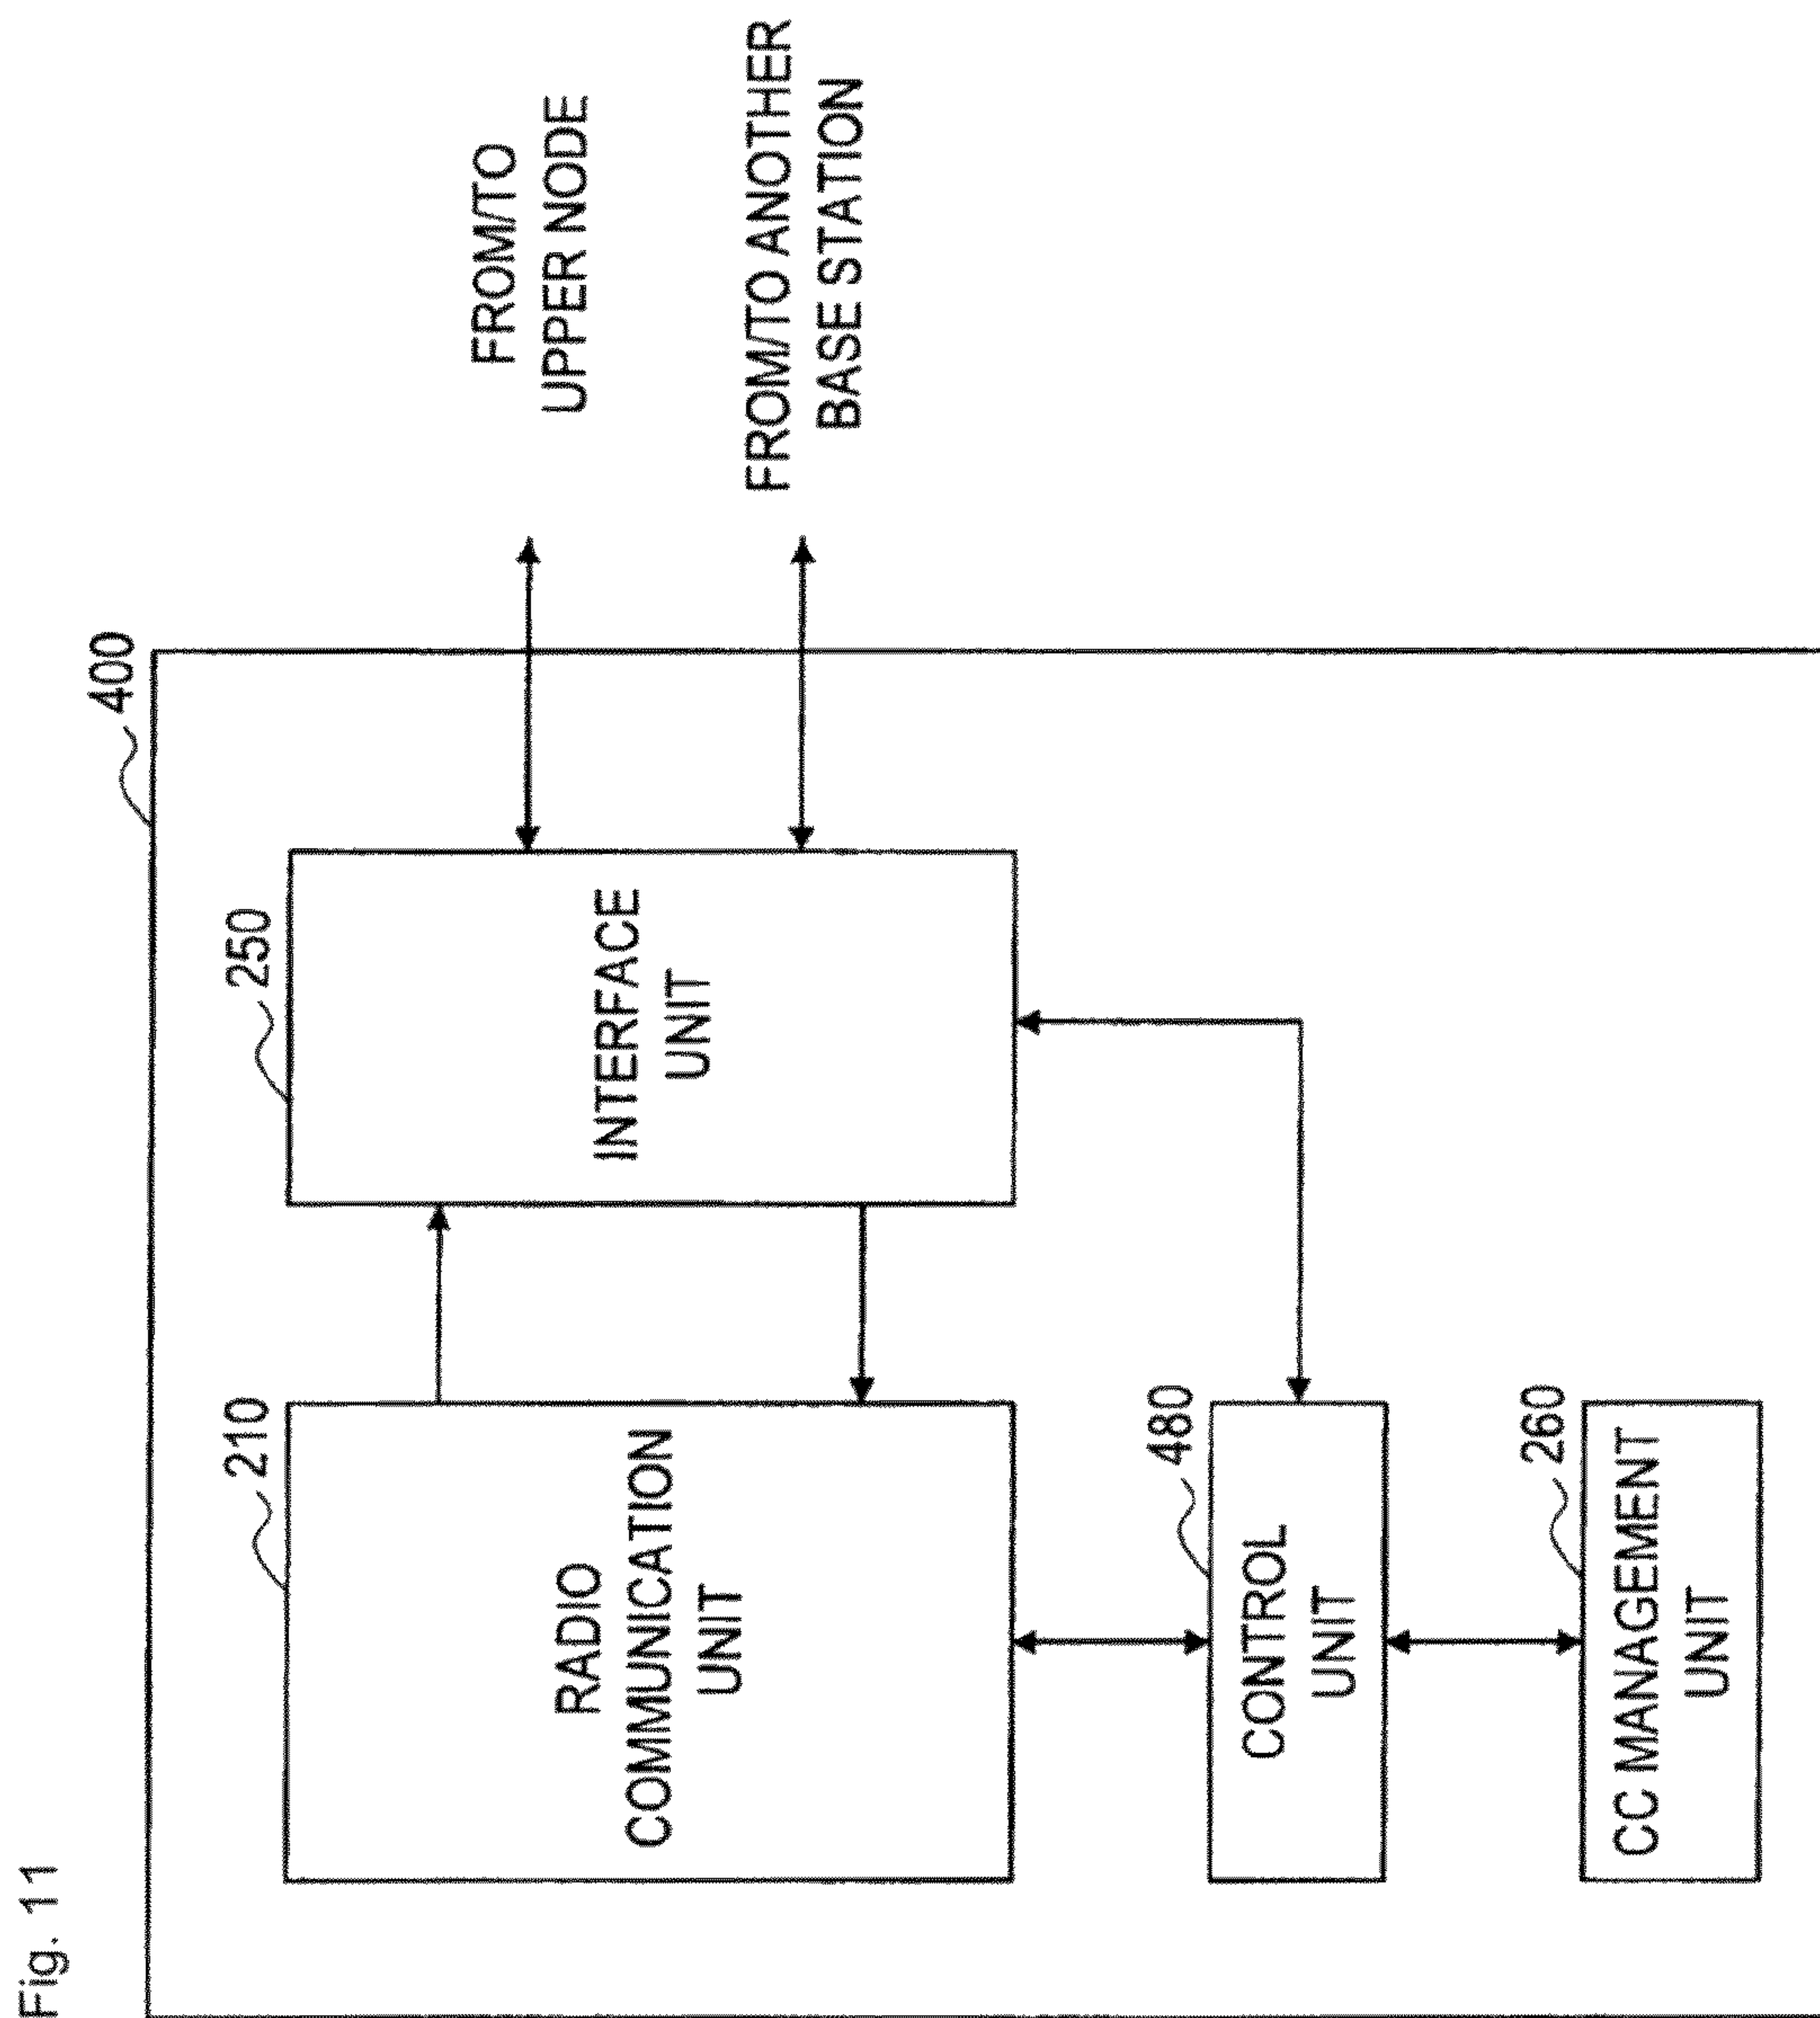 Fig. 11
400
210
RADIO
COMMUNICATION
UNIT
250
INTERFACE
UNIT
FROM/TO
UPPER NODE
FROM/TO ANOTHER
BASE STATION
480
CONTROL
UNIT
260
CC MANAGEMENT
UNIT